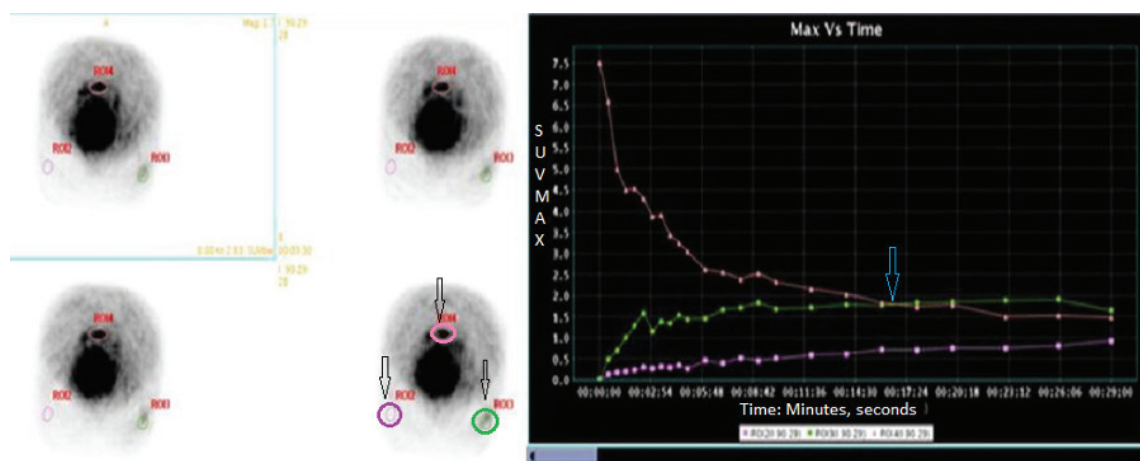 A
ROI4
ROI2
ROI3
ROI4
ROI2
ROI3
ROI4
ROI2
ROI3
ROI4
ROI2
ROI3
Max Vs Time
SUVMAX
7.5
7.0
6.5
6.0
5.5
5.0
4.5
4.0
3.5
3.0
2.5
2.0
1.5
1.0
0.5
0.0
00:00:00 00:02:54 00:05:48 00:08:42 00:11:36 00:14:30 00:17:24 00:20:18 00:23:12 00:26:06 00:29:00
Time: Minutes, seconds